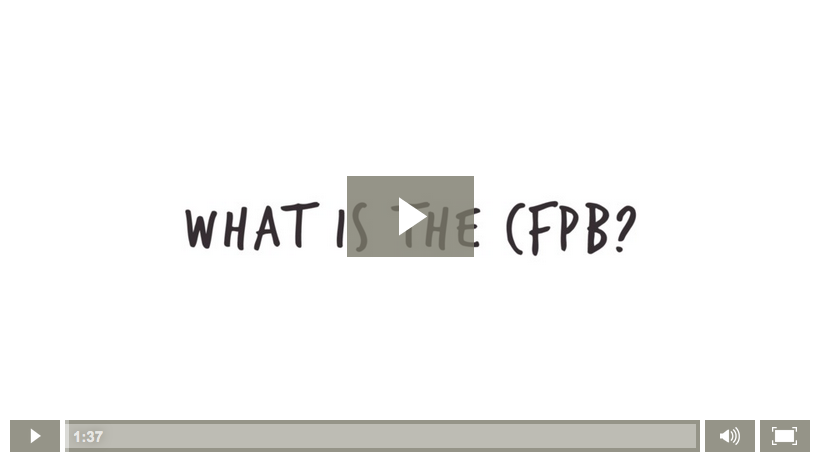 WHAT IS THE CFPB?
1:37